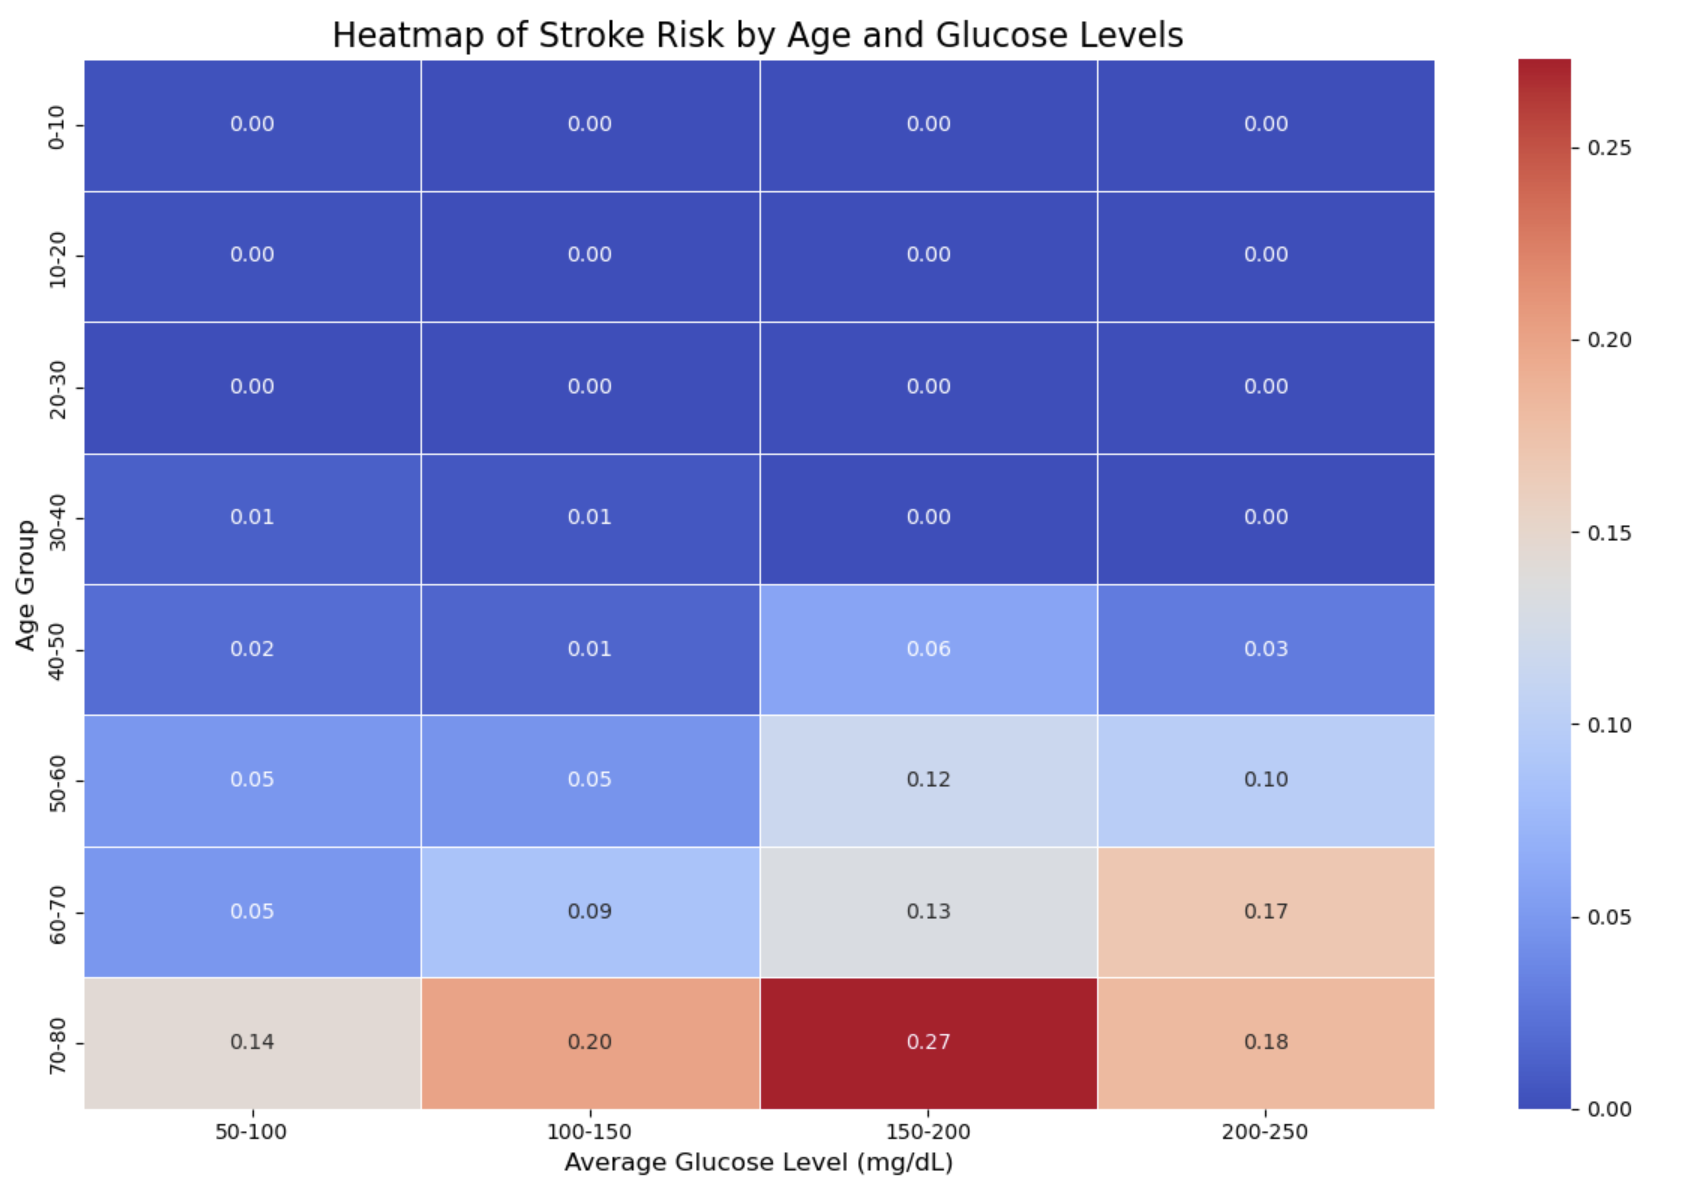 Heatmap of Stroke Risk by Age and Glucose Levels
0-10 0.00 0.00 0.00 0.00
10-20 0.00 0.00 0.00 0.00
20-30 0.00 0.00 0.00 0.00
30-40 0.01 0.01 0.00 0.00
40-50 0.02 0.01 0.06 0.03
50-60 0.05 0.05 0.12 0.10
60-70 0.05 0.09 0.13 0.17
70-80 0.14 0.20 0.27 0.18
Age Group
50-100 100-150 150-200 200-250
Average Glucose Level (mg/dL)
0.25
0.20
0.15
0.10
0.05
0.00